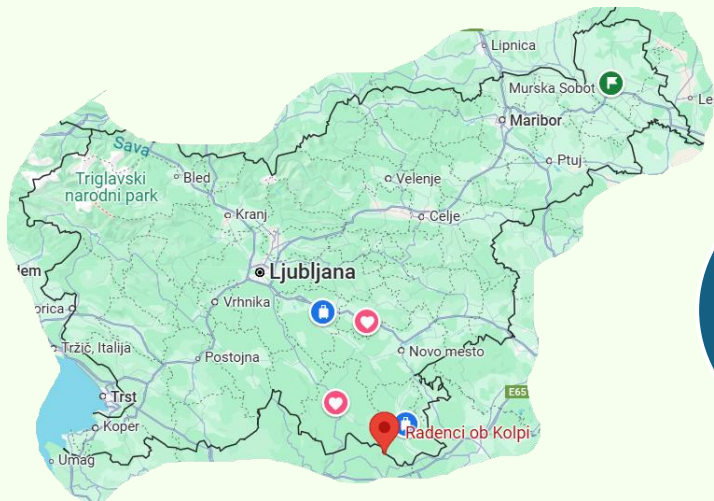 Lipnica
Murska Sobot
Le
Maribor
Sava
Ptuj
Triglavski
narodni park
Bled
Velenje
Kranj
Celje
Ljubljana
Vrhnika
orica
Tržič, Italija
Novo mesto
Postojna
Trst
E65
Koper
Radenci ob Kolpi
Umag